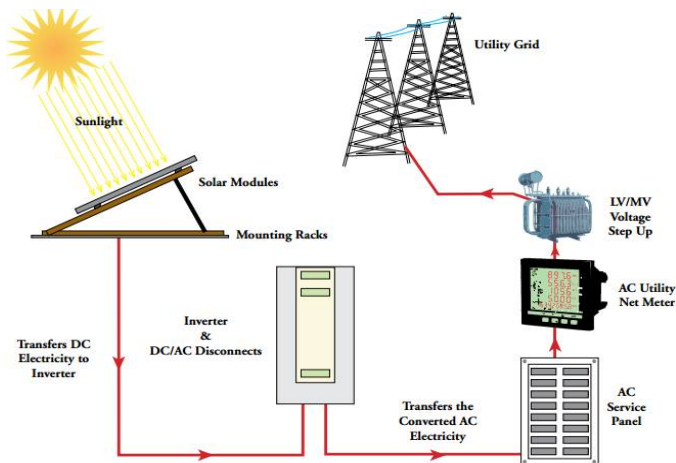 Utility Grid
Sunlight
Solar Modules
Mounting Racks
LV/MV
Voltage
Step Up
AC Utility
Net Meter
Inverter
&
DC/AC Disconnects
Transfers DC
Electricity to
Inverter
Transfers the
Converted AC
Electricity
AC
Service
Panel